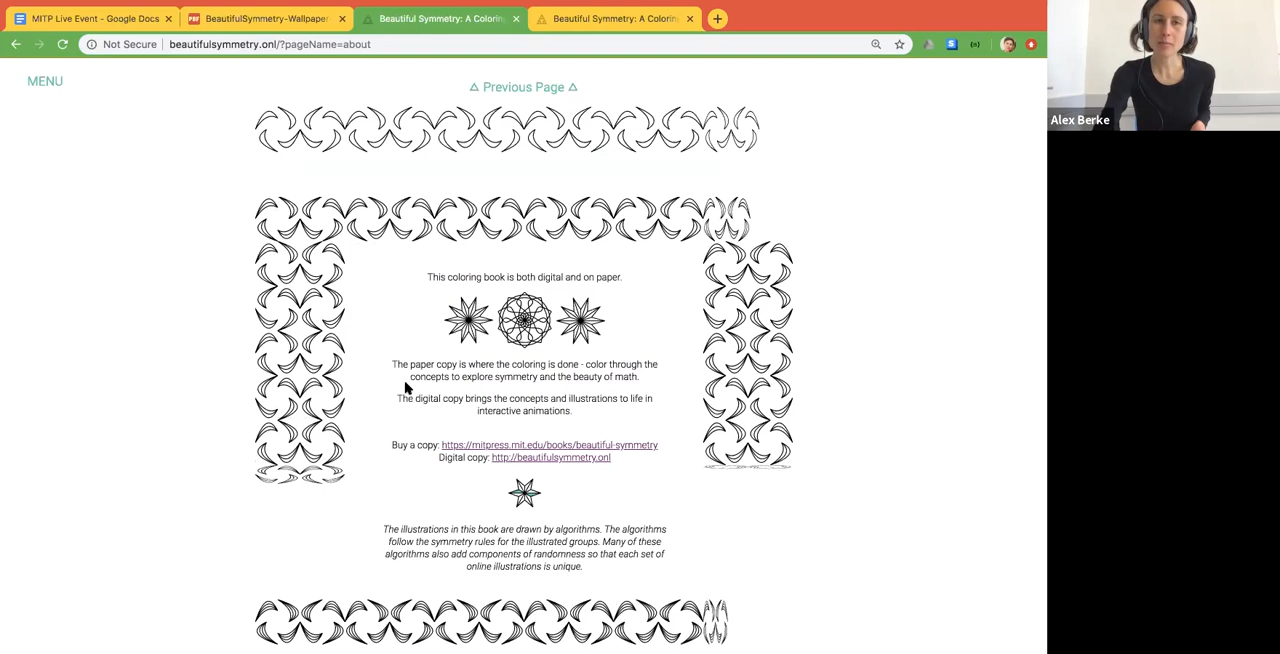 MITP Live Event - Google Docs
BeautifulSymmetry-Wallpaper
Beautiful Symmetry: A Coloring
Beautiful Symmetry: A Coloring
Not Secure
beautifulsymmetry.onl/?pageName=about
MENU
Previous Page
This coloring book is both digital and on paper.
The paper copy is where the coloring is done - color through the
concepts to explore symmetry and the beauty of math.
The digital copy brings the concepts and illustrations to life in
interactive animations.
Buy a copy: https://mitpress.mit.edu/books/beautiful-symmetry
Digital copy: http://beautifulsymmetry.onl
The illustrations in this book are drawn by algorithms. The algorithms
follow the symmetry rules for the illustrated groups. Many of these
algorithms also add components of randomness so that each set of
online illustrations is unique.
Alex Berke